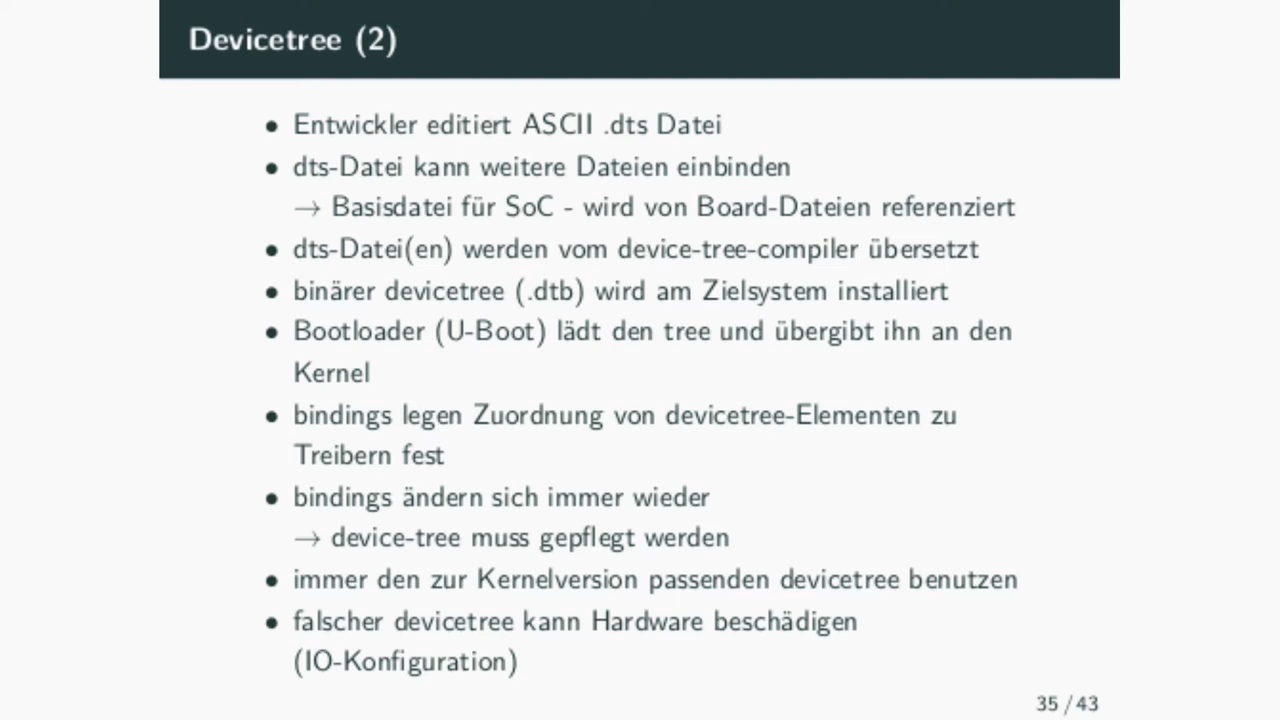 Devicetree (2)
• Entwickler editiert ASCII .dts Datei
• dts-Datei kann weitere Dateien einbinden
→ Basisdatei für SoC - wird von Board-Dateien referenziert
• dts-Datei(en) werden vom device-tree-compiler übersetzt
• binärer devicetree (.dtb) wird am Zielsystem installiert
• Bootloader (U-Boot) lädt den tree und übergibt ihn an den
Kernel
• bindings legen Zuordnung von devicetree-Elementen zu
Treibern fest
• bindings ändern sich immer wieder
→ device-tree muss gepflegt werden
• immer den zur Kernelversion passenden devicetree benutzen
• falscher devicetree kann Hardware beschädigen
(IO-Konfiguration)
35 / 43